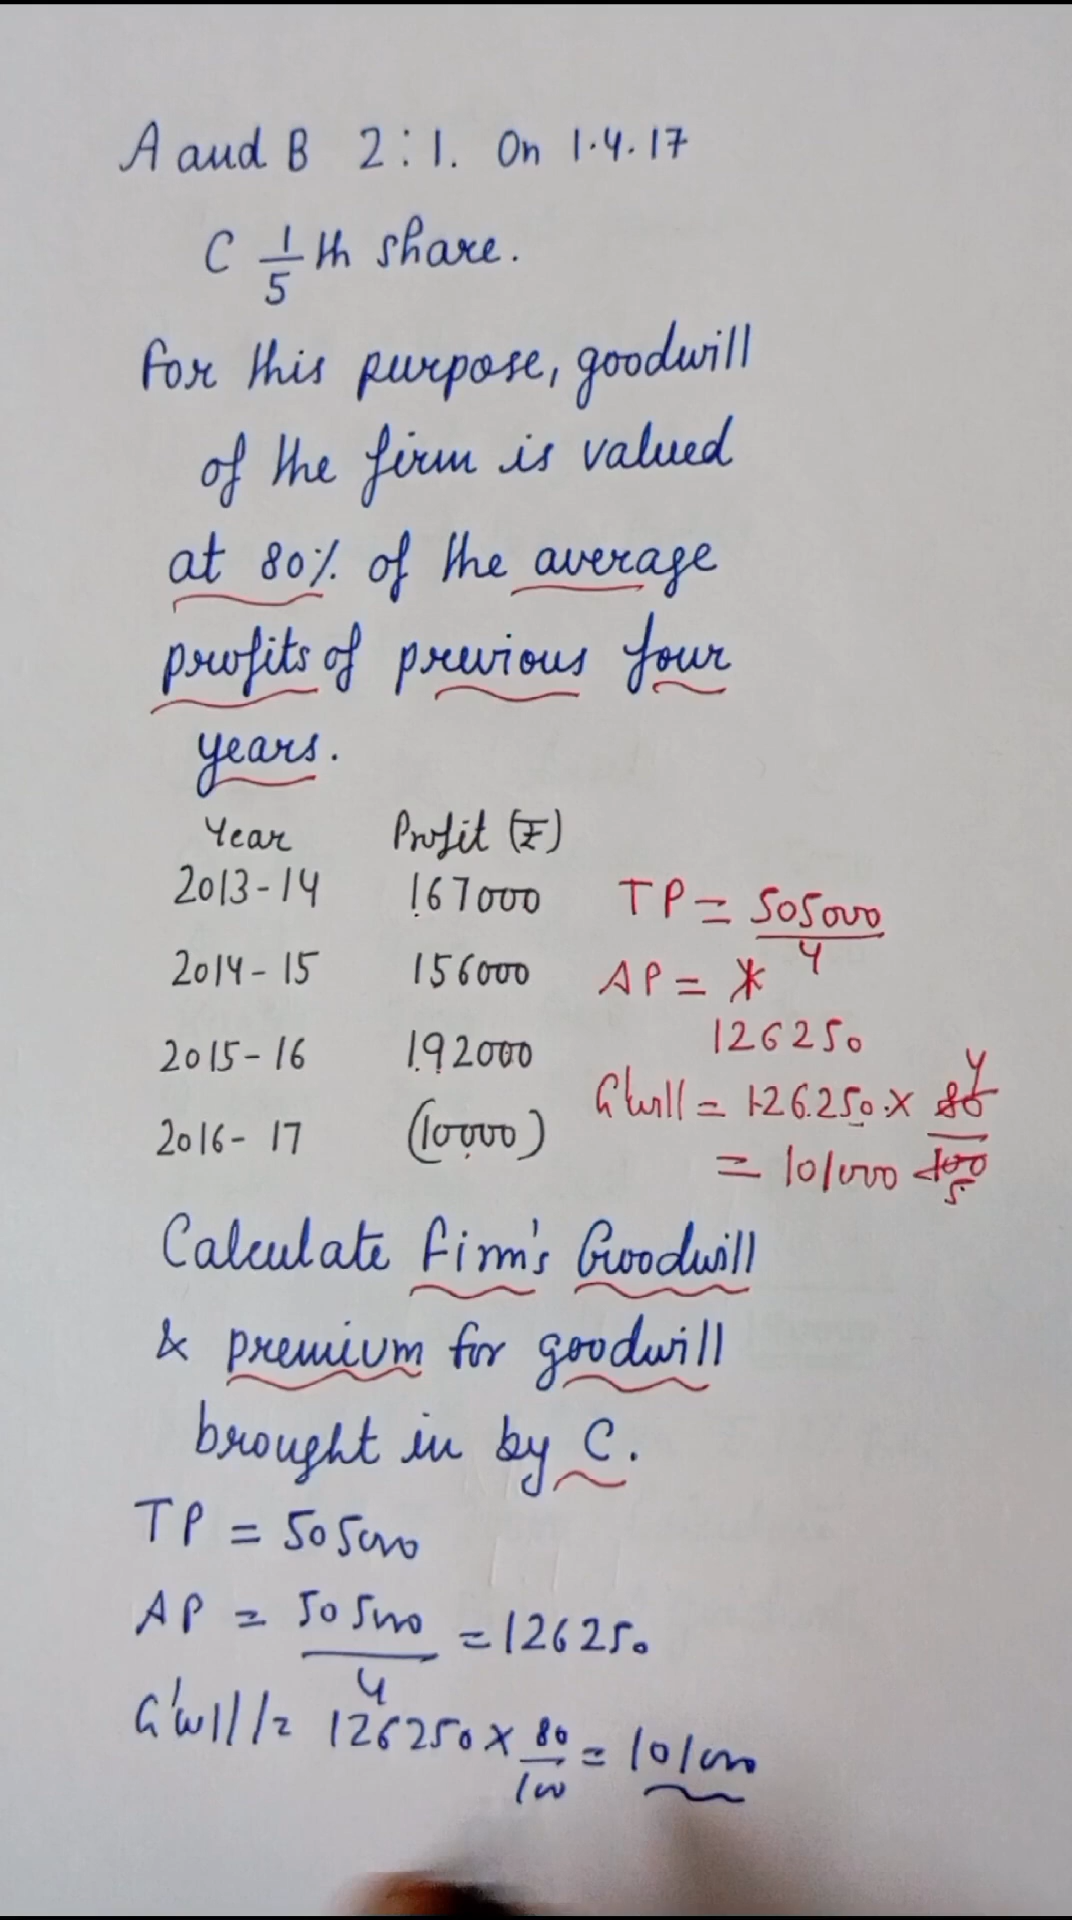 A and B 2:1. On 1.4.17
C 1/5 th share.
For this purpose, goodwill
of the firm is valued
at 80% of the average
profits of previous four
years.
Year Profit (₹)
2013-14 167000
2014-15 156000
2015-16 192000
2016-17 (10000)
TP = 505000/4
AP =
126250
G'will = 126250 × 80/100 4/5
= 101000
Calculate Firm's Goodwill
& premium for goodwill
brought in by C.
TP = 505000
AP = 505000/4 = 126250
G'will = 126250 × 80/100 = 101000